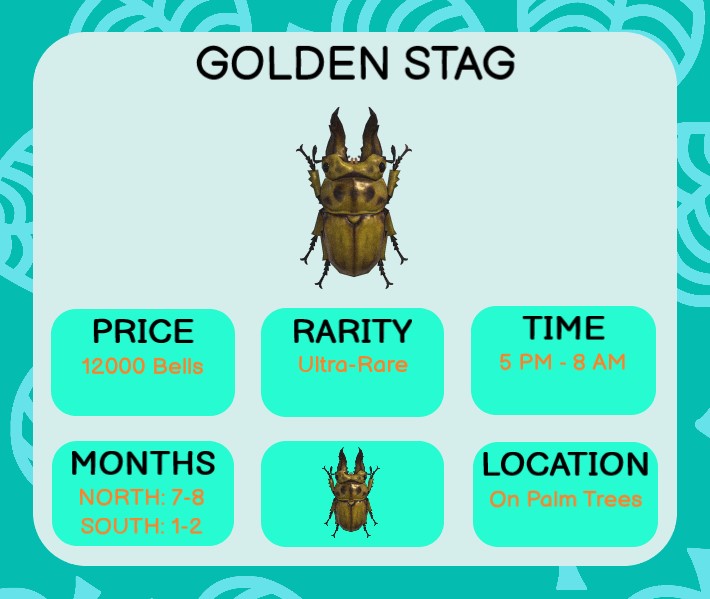 GOLDEN STAG
PRICE
12000 Bells
RARITY
Ultra-Rare
TIME
5 PM - 8 AM
MONTHS
NORTH: 7-8
SOUTH: 1-2
LOCATION
On Palm Trees